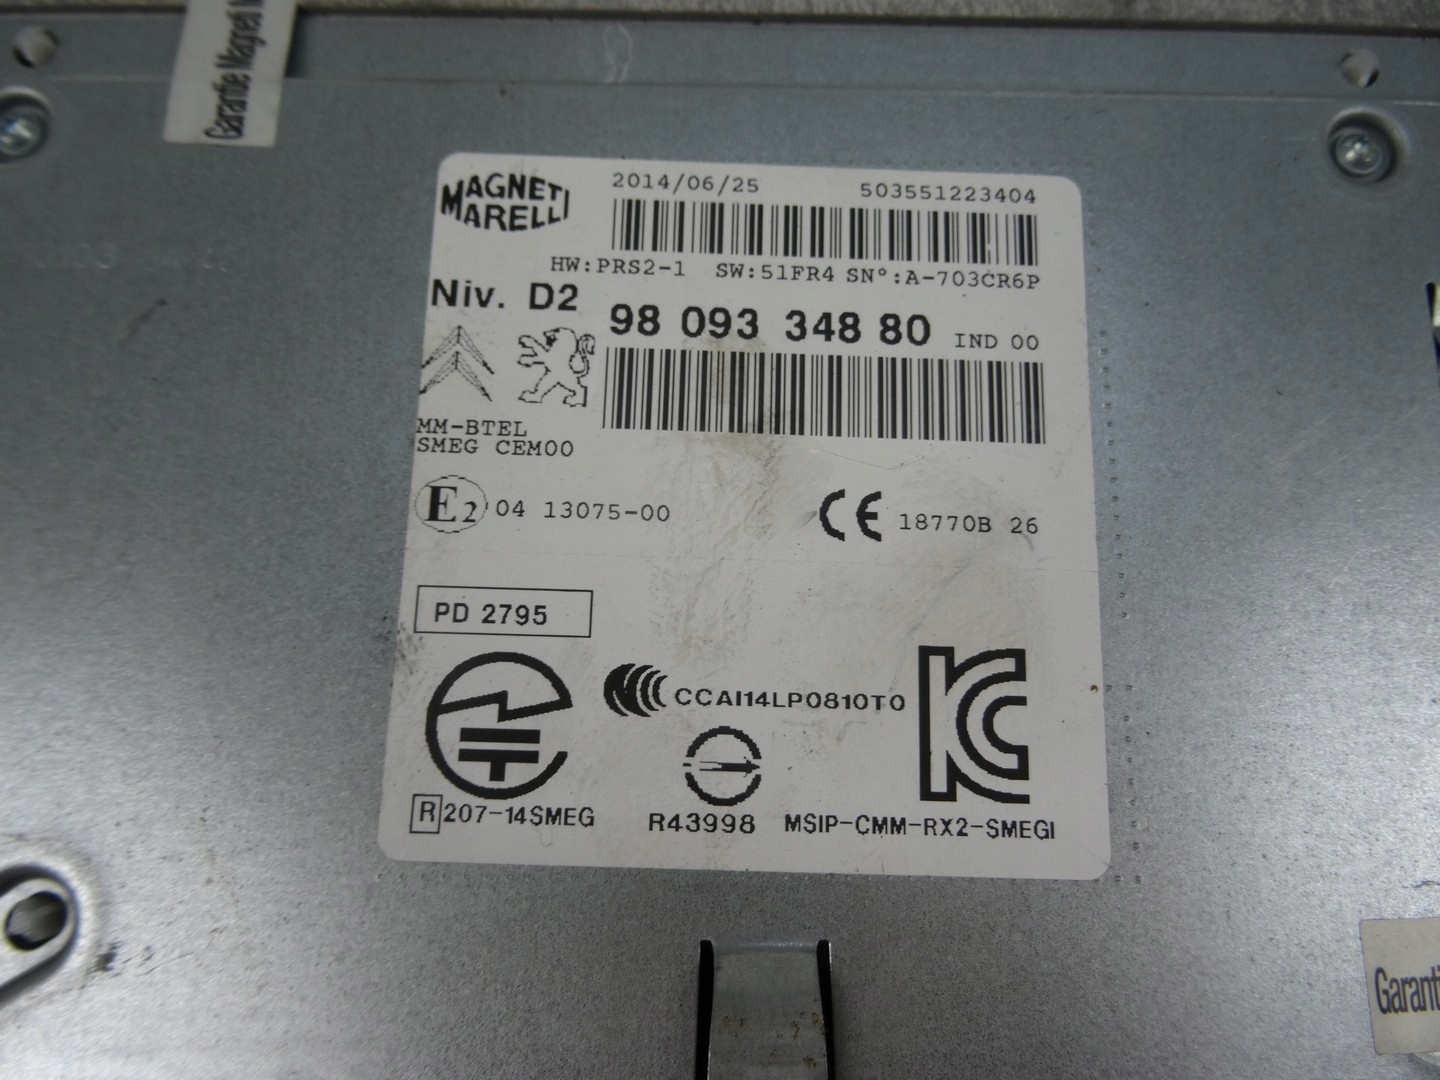 Garantie Magnet
MAGNETI
MARELLI
2014/06/25
503551223404
HW:PRS2-1 SW:51FR4 SN°:A-703CR6P
Niv. D2
98 093 348 80 IND 00
MM-BTEL
SMEG CEM00
E2 04 13075-00
CE 18770B 26
PD 2795
CCAI14LP0810T0
R 207-14SMEG
R43998
MSIP-CMM-RX2-SMEGI
Garanti